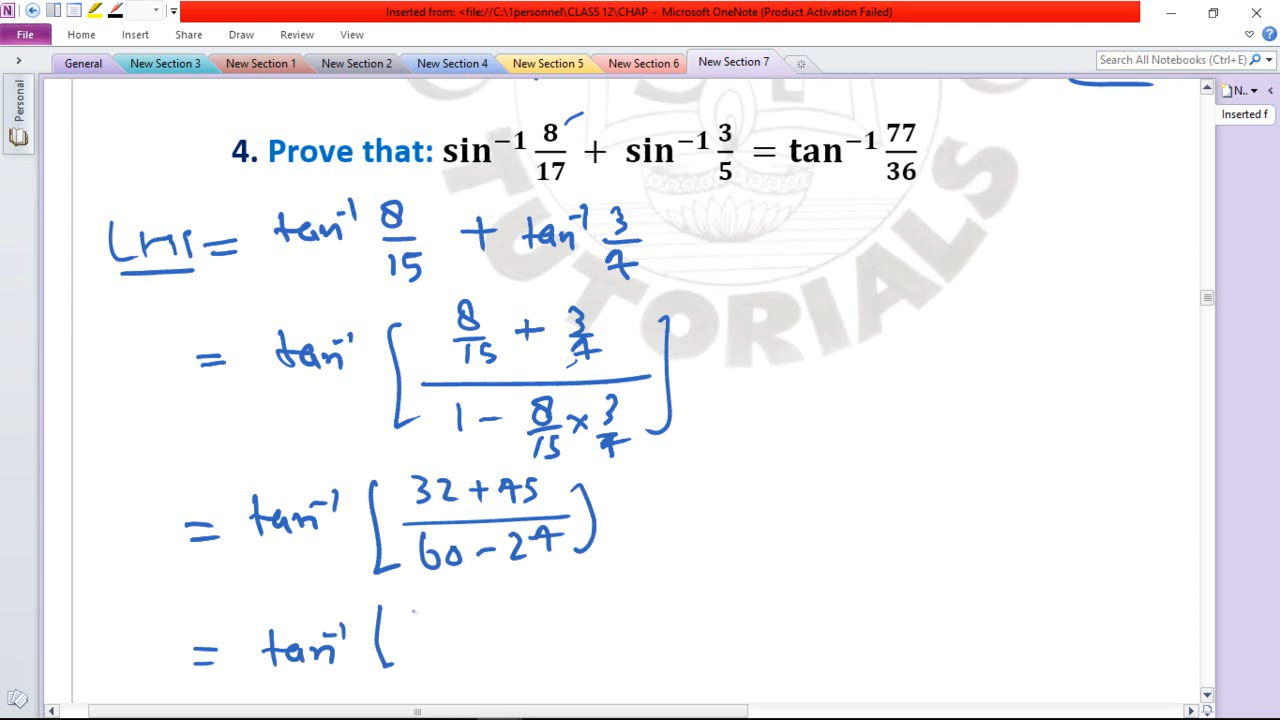 Inserted from: <file://C:\1personnel\CLASS 12\CHAP - Microsoft OneNote (Product Activation Failed)
File Home Insert Share Draw Review View
General New Section 3 New Section 1 New Section 2 New Section 4 New Section 5 New Section 6 New Section 7 Search All Notebooks (Ctrl+E)
Personal
N..
Inserted f
4. Prove that: sin⁻¹ 8/17 + sin⁻¹ 3/5 = tan⁻¹ 77/36
LHS = tan⁻¹ 8/15 + tan⁻¹ 3/4
= tan⁻¹ [ (8/15 + 3/4) / (1 - 8/15 × 3/4) ]
= tan⁻¹ [ (32 + 45) / (60 - 24) )
= tan⁻¹ [
TUTORIALS